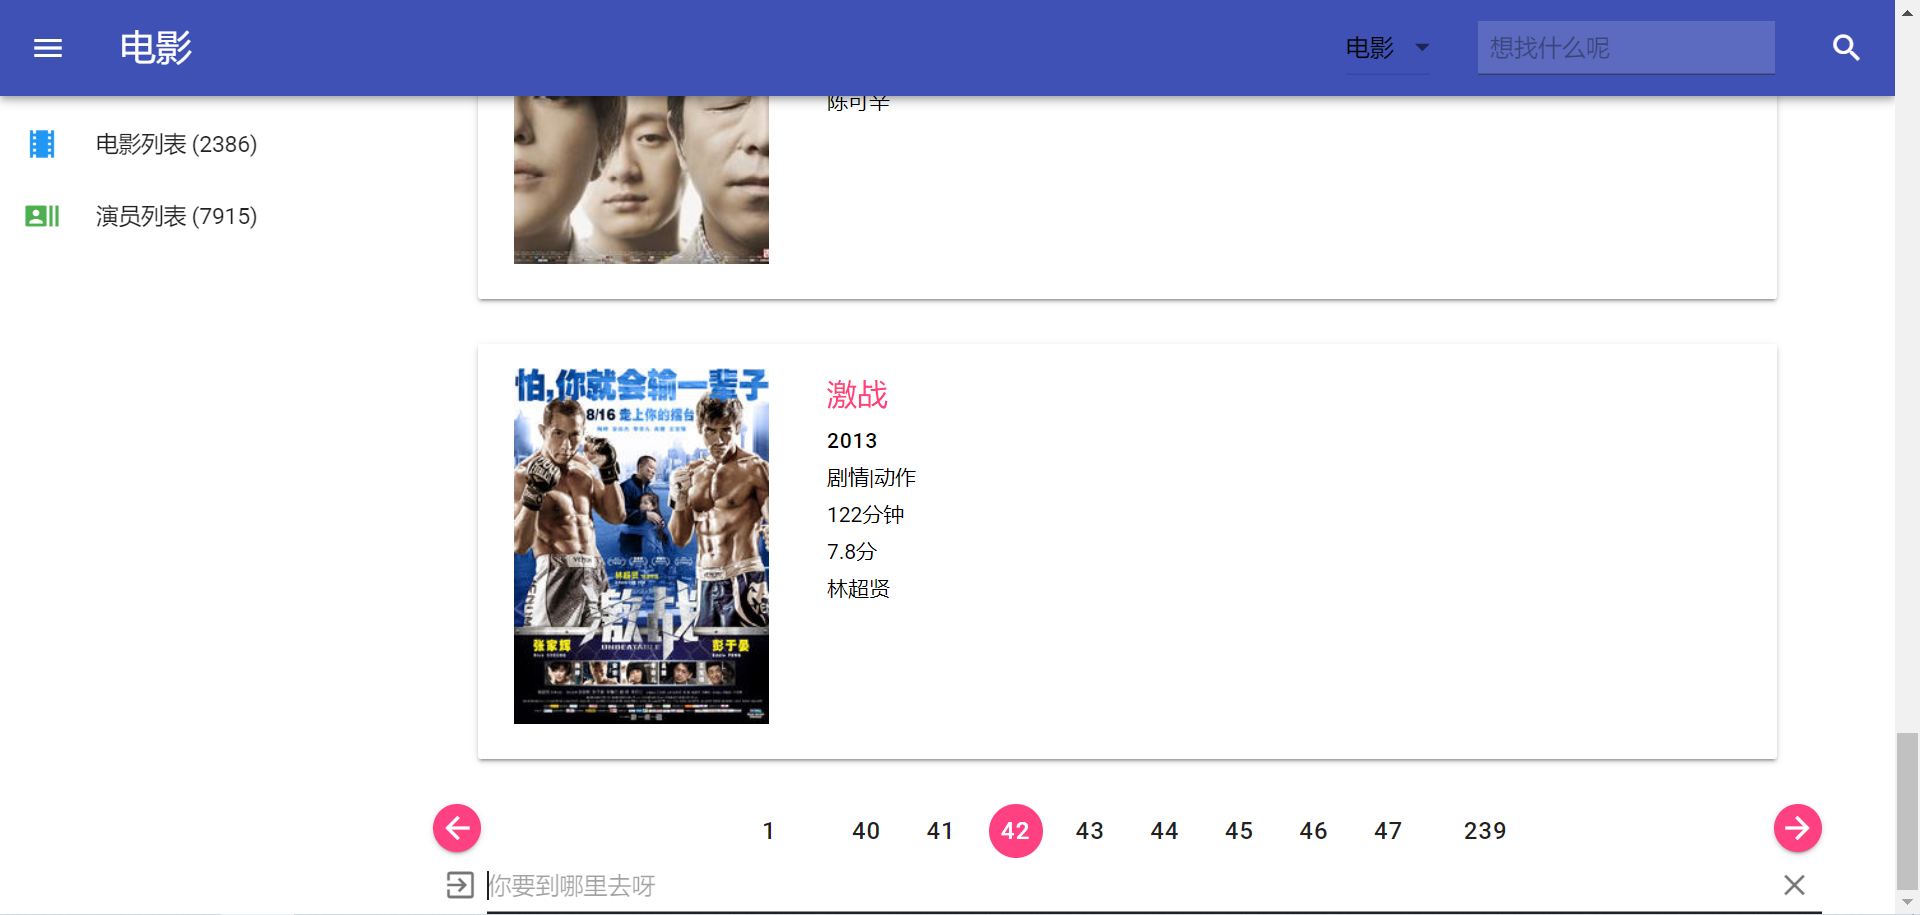 电影
电影
想找什么呢
电影列表 (2386)
演员列表 (7915)
陈可辛
怕,你就会输一辈子
8/16 走上你的擂台
林超贤
激战
UNBEATABLE
张家辉
彭于晏
激战
2013
剧情|动作
122分钟
7.8分
林超贤
1 40 41 42 43 44 45 46 47 239
你要到哪里去呀